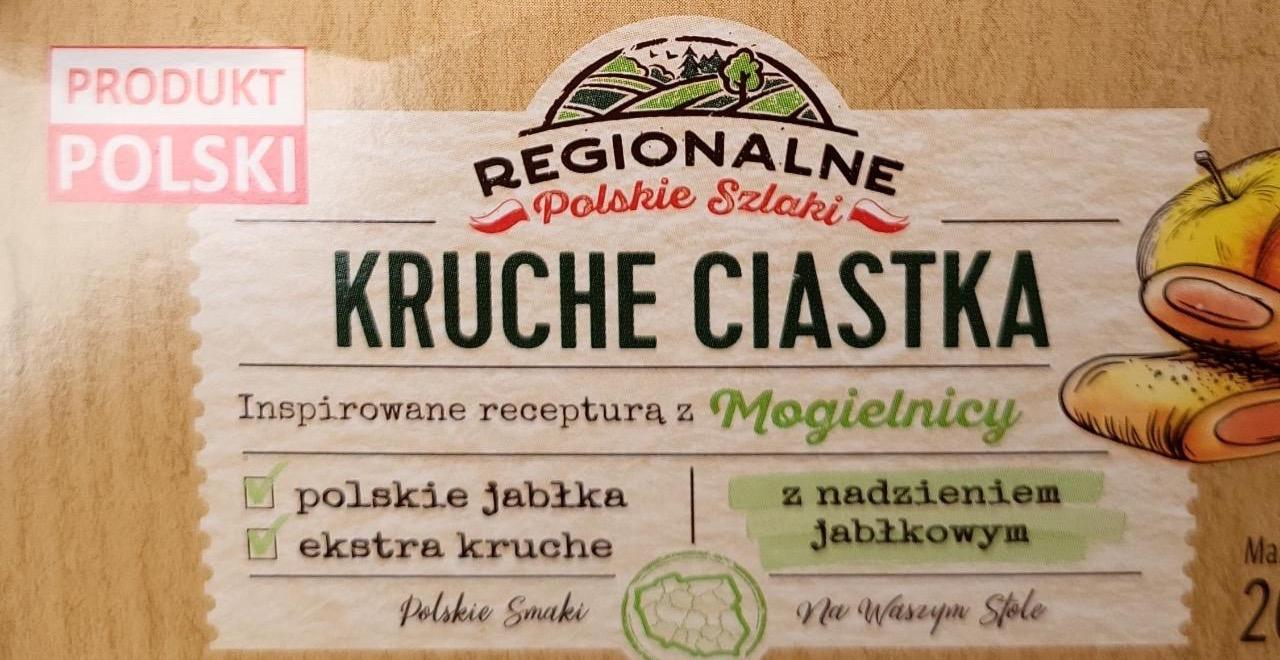 PRODUKT
POLSKI
REGIONALNE
Polskie Szlaki
KRUCHE CIASTKA
Inspirowane recepturą z Mogielnicy
polskie jabłka
ekstra kruche
z nadzieniem
jabłkowym
Polskie Smaki
Na Waszym Stole